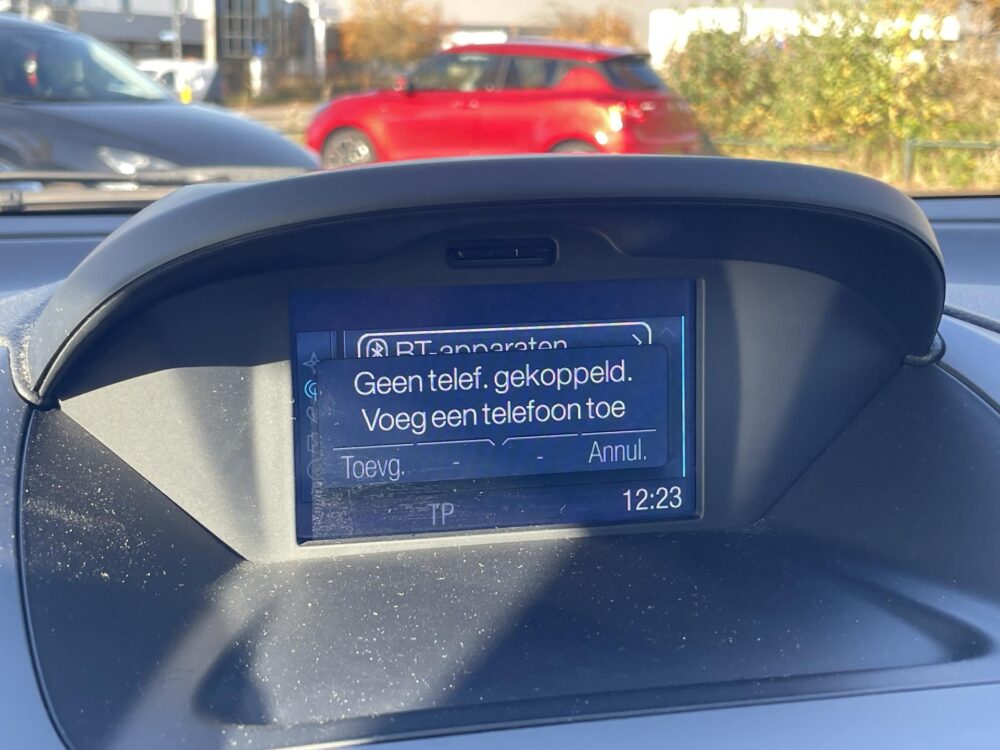 BT-apparaten
Geen telef. gekoppeld.
Voeg een telefoon toe
Toevg. - - Annul.
TP 12:23